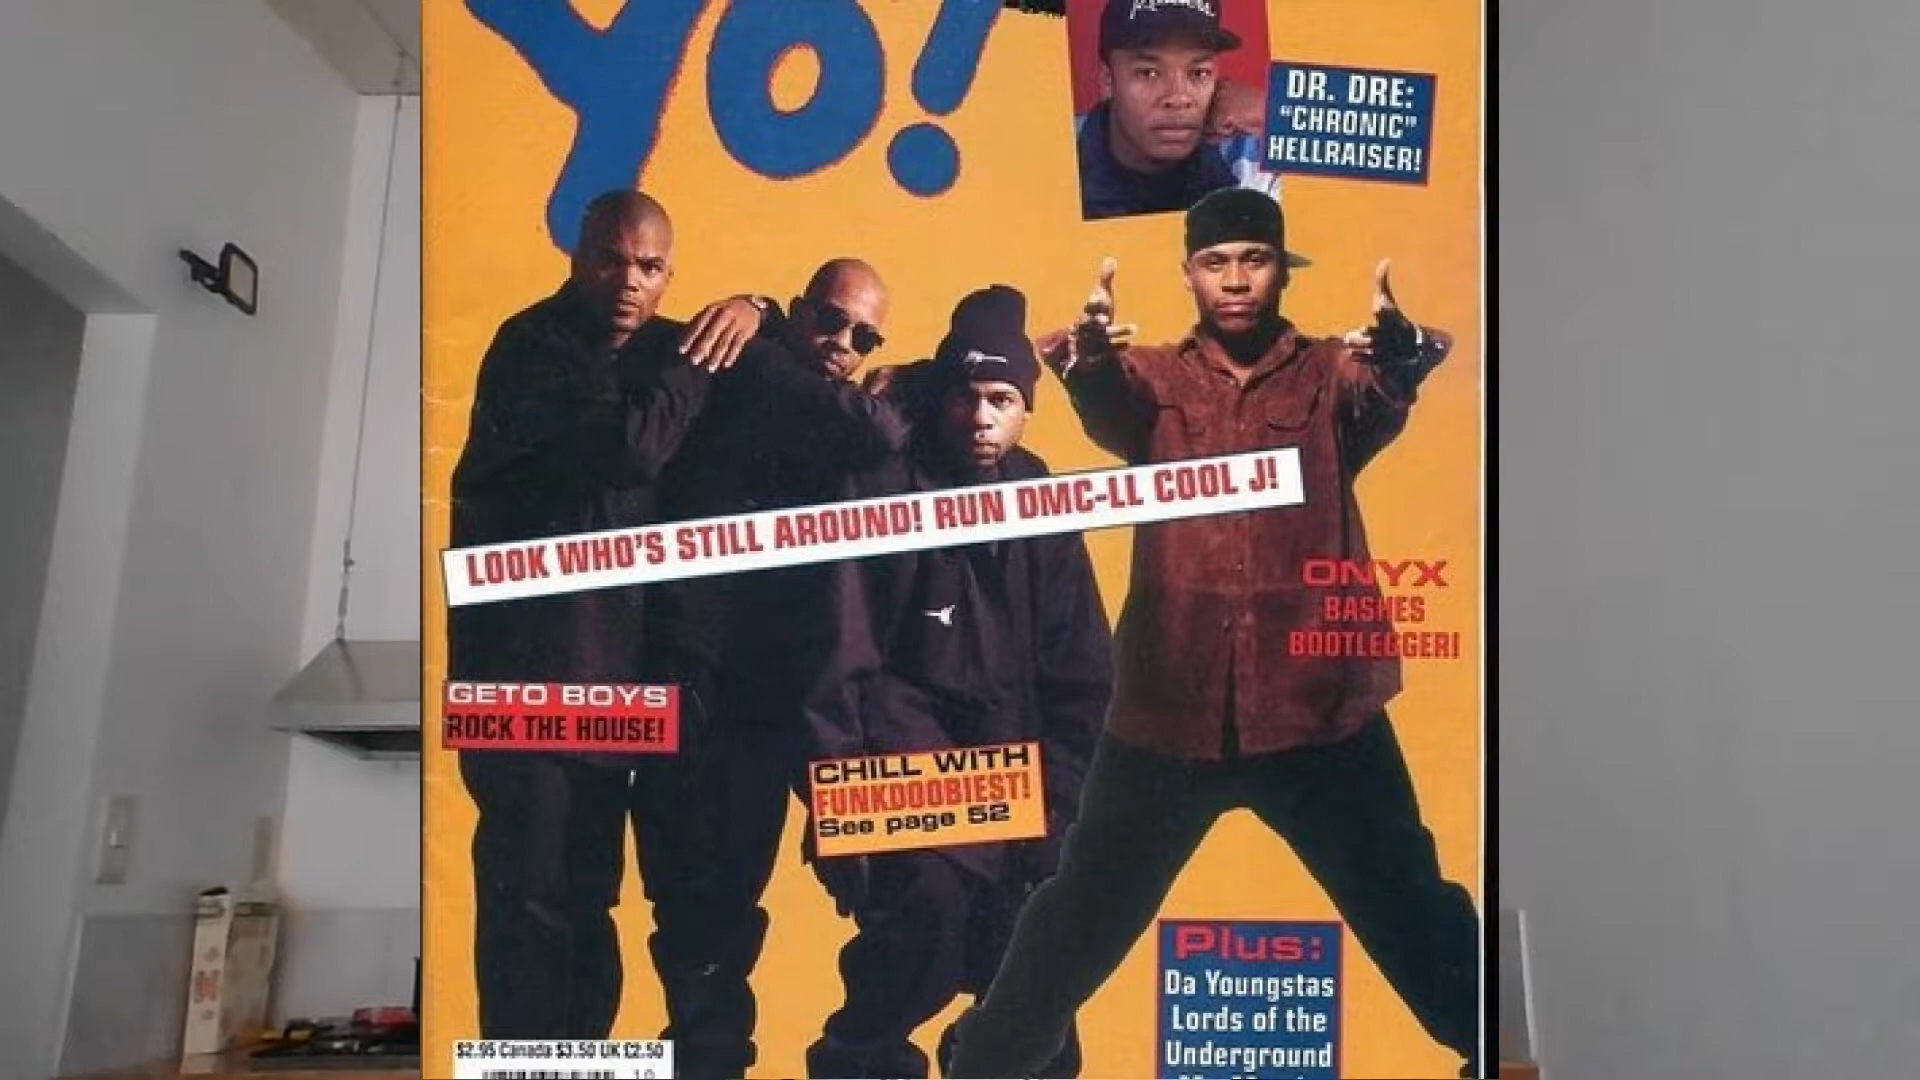 YO!
DR. DRE:
"CHRONIC"
HELLRAISER!
LOOK WHO'S STILL AROUND! RUN DMC-LL COOL J!
ONYX
BASHES
BOOTLEGGER!
GETO BOYS
ROCK THE HOUSE!
CHILL WITH
FUNKDOOBIEST!
See page 52
Plus:
Da Youngstas
Lords of the
Underground
$2.95 Canada $3.50 UK £2.50
10